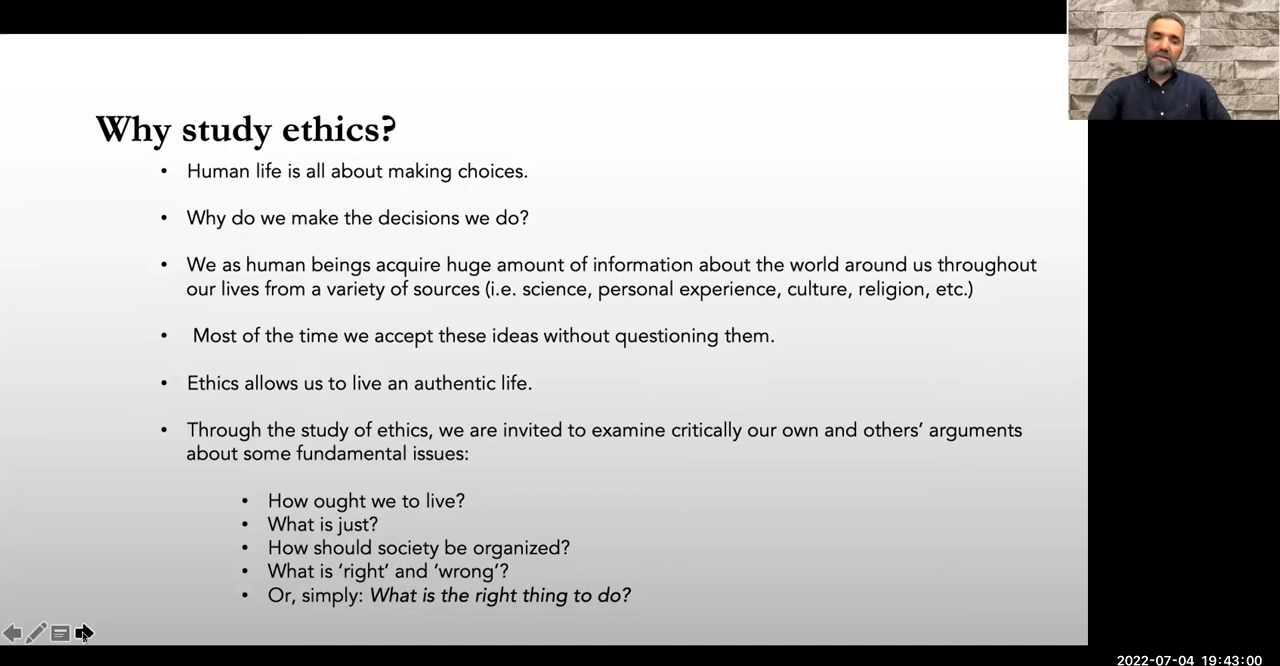 Why study ethics?
• Human life is all about making choices.
• Why do we make the decisions we do?
• We as human beings acquire huge amount of information about the world around us throughout
our lives from a variety of sources (i.e. science, personal experience, culture, religion, etc.)
• Most of the time we accept these ideas without questioning them.
• Ethics allows us to live an authentic life.
• Through the study of ethics, we are invited to examine critically our own and others’ arguments
about some fundamental issues:
• How ought we to live?
• What is just?
• How should society be organized?
• What is ‘right’ and ‘wrong’?
• Or, simply: What is the right thing to do?
2022-07-04 19:43:00